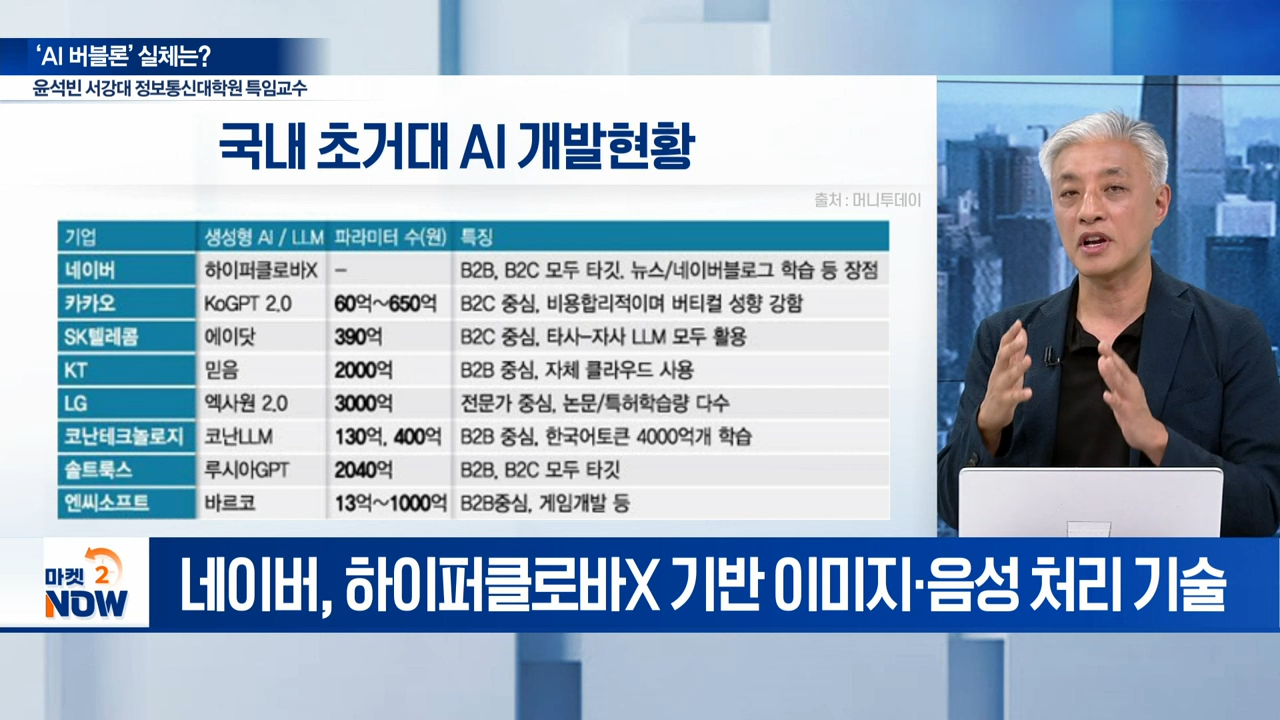 ‘AI 버블론’ 실체는?
윤석빈 서강대 정보통신대학원 특임교수
국내 초거대 AI 개발현황
출처 : 머니투데이
기업 생성형 AI / LLM 파라미터 수(원) 특징
네이버 하이퍼클로바X – B2B, B2C 모두 타깃. 뉴스/네이버블로그 학습 등 장점
카카오 KoGPT 2.0 60억~650억 B2C 중심, 비용합리적이며 버티컬 성향 강함
SK텔레콤 에이닷 390억 B2C 중심, 타사-자사 LLM 모두 활용
KT 믿음 2000억 B2B 중심, 자체 클라우드 사용
LG 엑사원 2.0 3000억 전문가 중심, 논문/특허학습량 다수
코난테크놀로지 코난LLM 130억, 400억 B2B 중심, 한국어토큰 4000억개 학습
솔트룩스 루시아GPT 2040억 B2B, B2C 모두 타깃
엔씨소프트 바르코 13억~1000억 B2B중심, 게임개발 등
마켓 2
NOW
네이버, 하이퍼클로바X 기반 이미지·음성 처리 기술